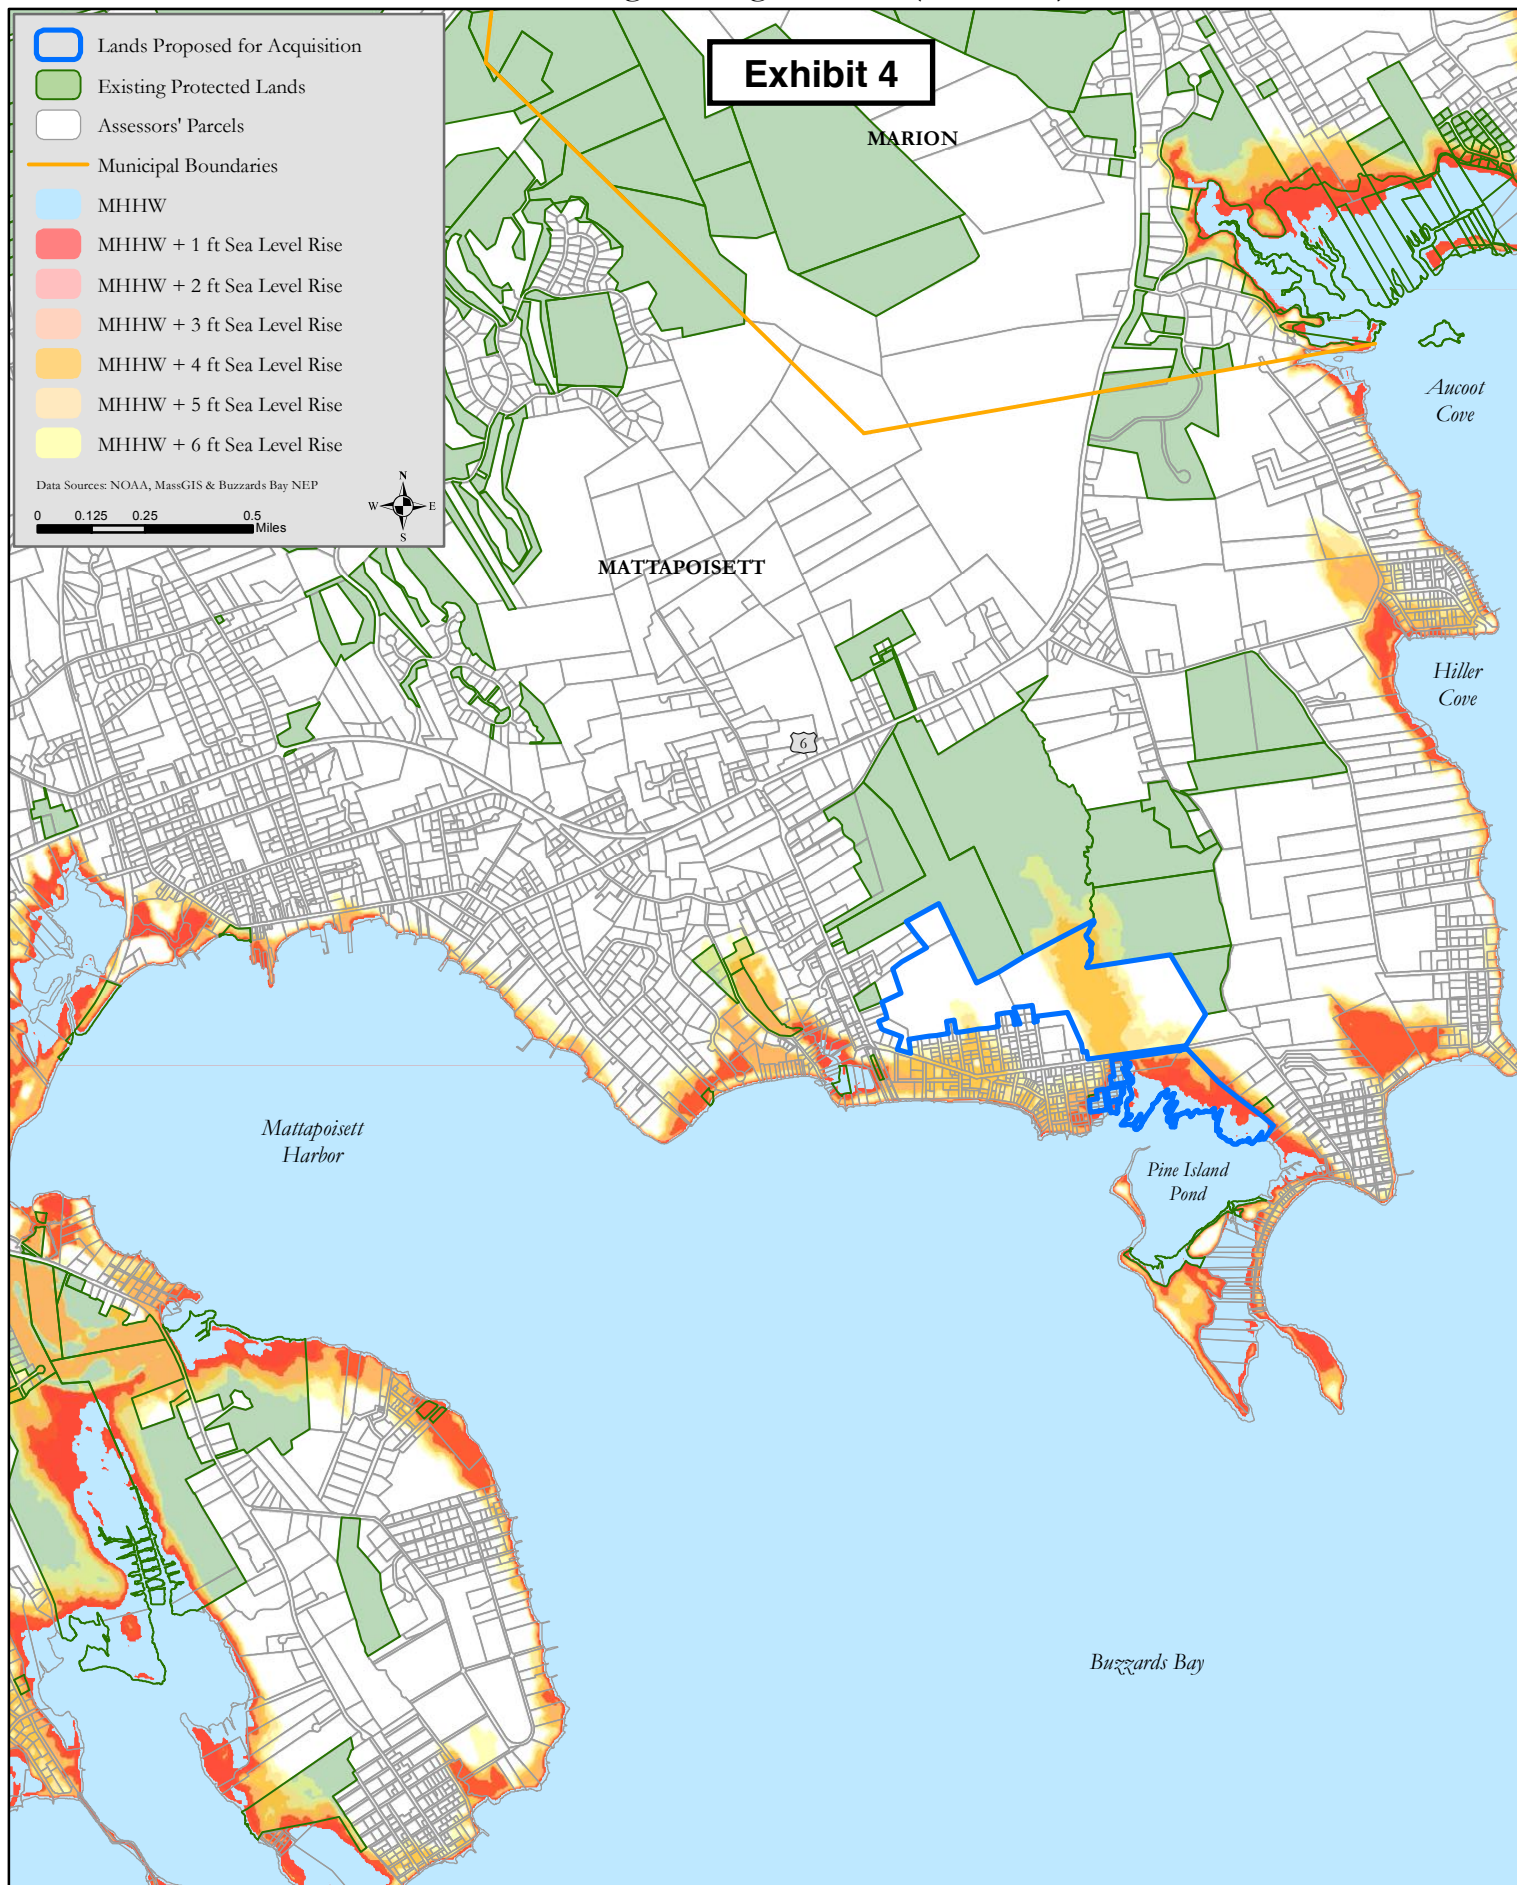 Exhibit 4
Lands Proposed for Acquisition
Existing Protected Lands
Assessors' Parcels
Municipal Boundaries
MHHW
MHHW + 1 ft Sea Level Rise
MHHW + 2 ft Sea Level Rise
MHHW + 3 ft Sea Level Rise
MHHW + 4 ft Sea Level Rise
MHHW + 5 ft Sea Level Rise
MHHW + 6 ft Sea Level Rise
Data Sources: NOAA, MassGIS & Buzzards Bay NEP
N
W E
S
0 0.125 0.25 0.5
Miles
MARION
Aucoot
Cove
MATTAPOISETT
Hiller
Cove
6
Mattapoisett
Harbor
Pine Island
Pond
Buzzards Bay